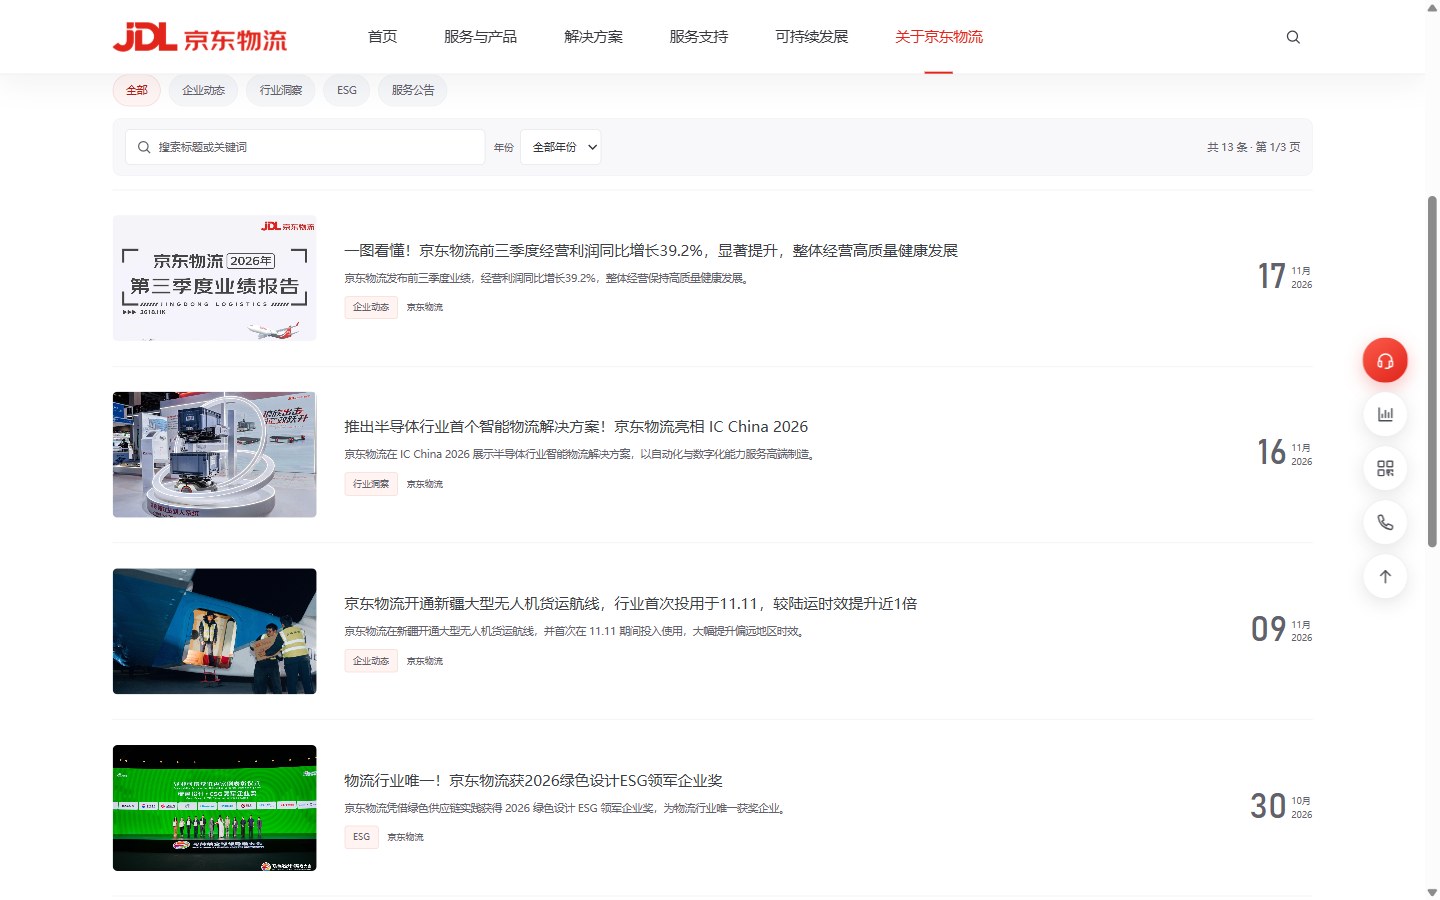 JDL 京东物流
首页 服务与产品 解决方案 服务支持 可持续发展 关于京东物流
全部 企业动态 行业洞察 ESG 服务公告
搜索标题或关键词 年份 全部年份 共 13 条 · 第 1/3 页
JDL 京东物流
京东物流 2026年
第三季度业绩报告
JINGDONG LOGISTICS
2618.HK
一图看懂！京东物流前三季度经营利润同比增长39.2%，显著提升，整体经营高质量健康发展
京东物流发布前三季度业绩，经营利润同比增长39.2%，整体经营保持高质量健康发展。
企业动态 京东物流
17 11月
2026
推出半导体行业首个智能物流解决方案！京东物流亮相 IC China 2026
京东物流在 IC China 2026 展示半导体行业智能物流解决方案，以自动化与数字化能力服务高端制造。
行业洞察 京东物流
16 11月
2026
京东物流开通新疆大型无人机货运航线，行业首次投用于11.11，较陆运时效提升近1倍
京东物流在新疆开通大型无人机货运航线，并首次在 11.11 期间投入使用，大幅提升偏远地区时效。
企业动态 京东物流
09 11月
2026
物流行业唯一！京东物流获2026绿色设计ESG领军企业奖
京东物流凭借绿色供应链实践获得 2026 绿色设计 ESG 领军企业奖，为物流行业唯一获奖企业。
ESG 京东物流
30 10月
2026